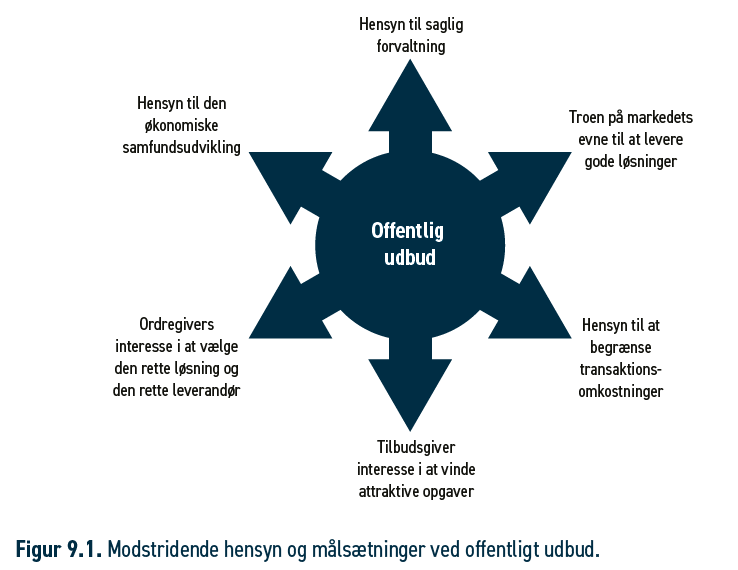 Hensyn til saglig
forvaltning
Hensyn til den
økonomiske
samfundsudvikling
Troen på markedets
evne til at levere
gode løsninger
Offentlig
udbud
Ordregivers
interesse i at vælge
den rette løsning og
den rette leverandør
Hensyn til at
begrænse
transaktions-
omkostninger
Tilbudsgiver
interesse i at vinde
attraktive opgaver
Figur 9.1. Modstridende hensyn og målsætninger ved offentligt udbud.